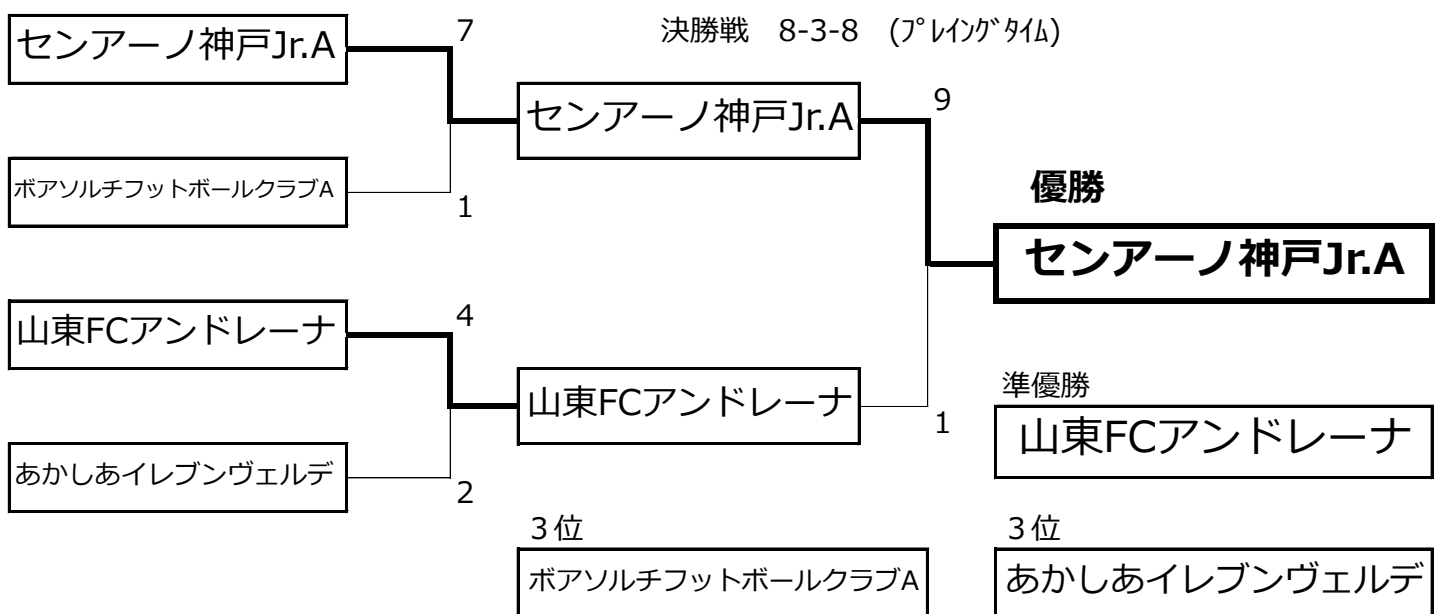 決勝戦　8-3-8　(ﾌﾟﾚｲﾝｸﾞﾀｲﾑ)
センアーノ神戸Jr.A
7
センアーノ神戸Jr.A
9
ボアソルチフットボールクラブA
1
優勝
センアーノ神戸Jr.A
山東FCアンドレーナ
4
山東FCアンドレーナ
1
準優勝
山東FCアンドレーナ
あかしあイレブンヴェルデ
2
３位
ボアソルチフットボールクラブA
３位
あかしあイレブンヴェルデ